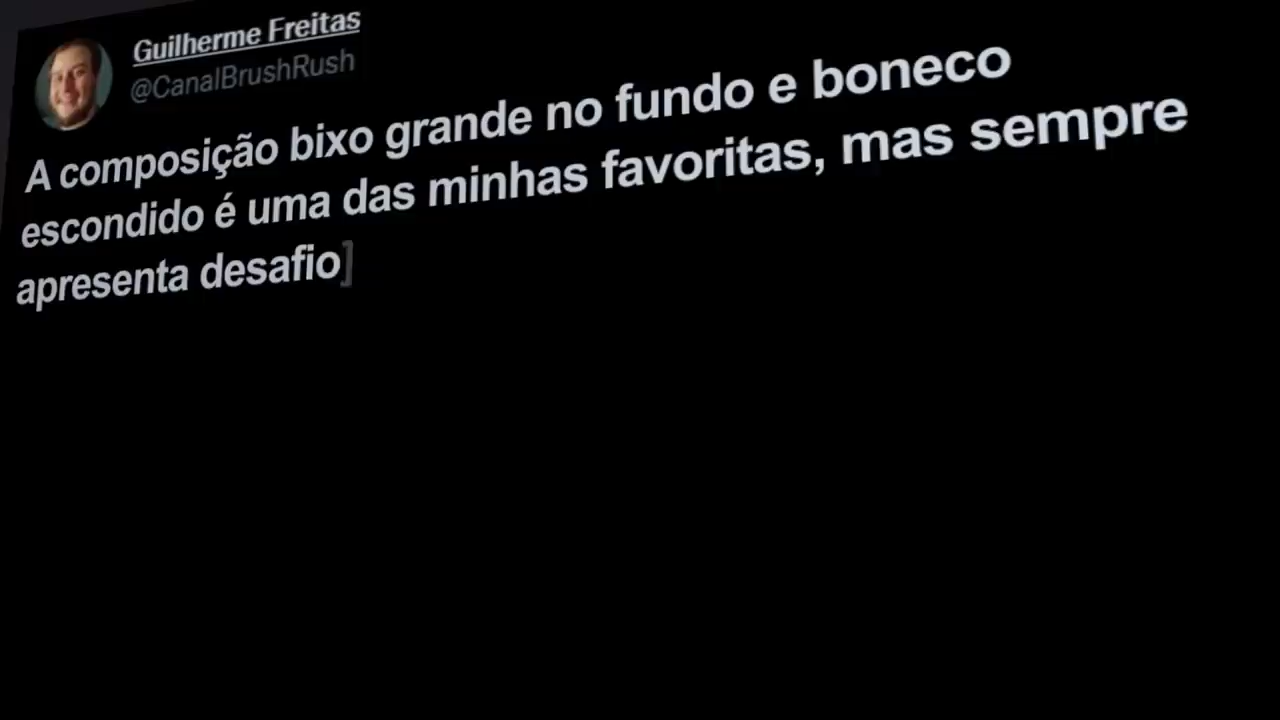 Guilherme Freitas
@CanalBrushRush
A composição bixo grande no fundo e boneco
escondido é uma das minhas favoritas, mas sempre
apresenta desafio]